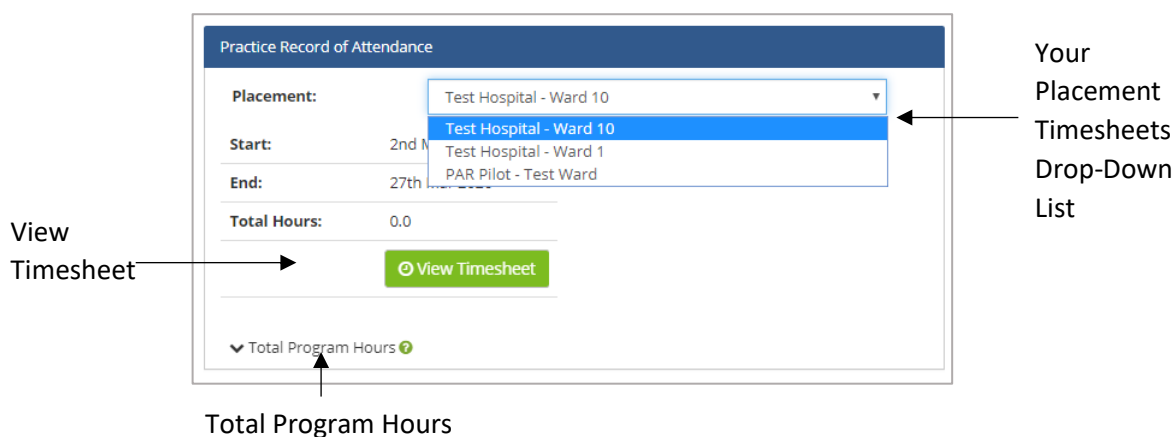 Practice Record of Attendance
Placement:
Test Hospital - Ward 10
Test Hospital - Ward 10
Test Hospital - Ward 1
PAR Pilot - Test Ward
Start:
2nd
End:
27th
Total Hours:
0.0
View Timesheet
Total Program Hours
Your
Placement
Timesheets
Drop-Down
List
View
Timesheet
Total Program Hours